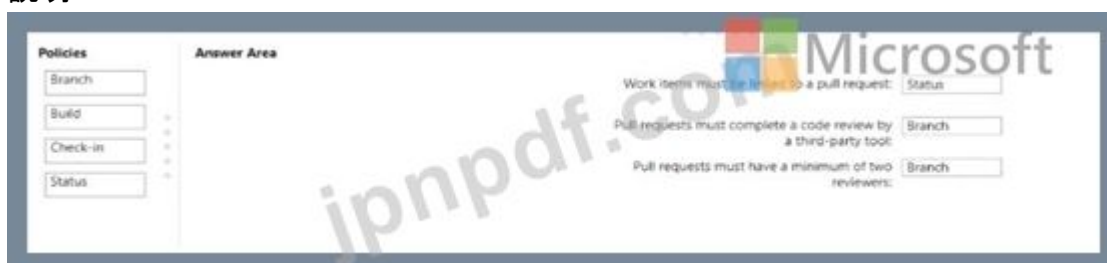 Policies
Answer Area
Branch
Build
Check-in
Status
Microsoft
Work items must be linked to a pull request:
Status
Pull requests must complete a code review by
a third-party tool:
Branch
Pull requests must have a minimum of two
reviewers:
Branch
jpnpdf.com